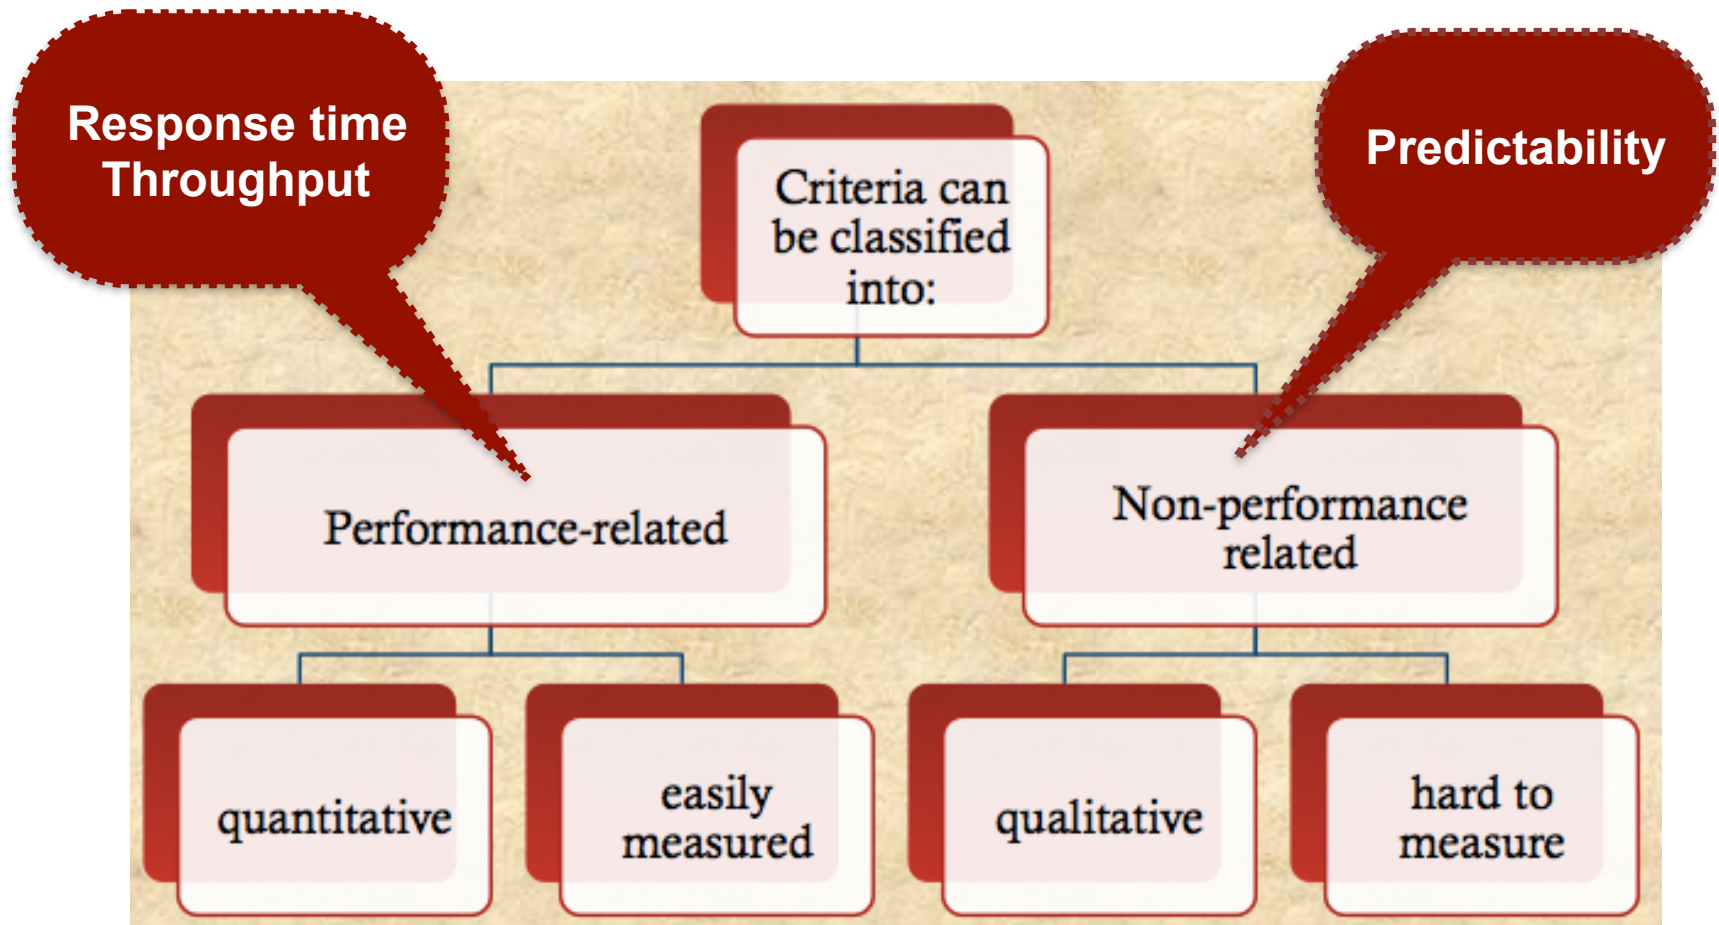 Response time
Throughput
Predictability
Criteria can
be classified
into:
Performance-related
Non-performance
related
quantitative
easily
measured
qualitative
hard to
measure